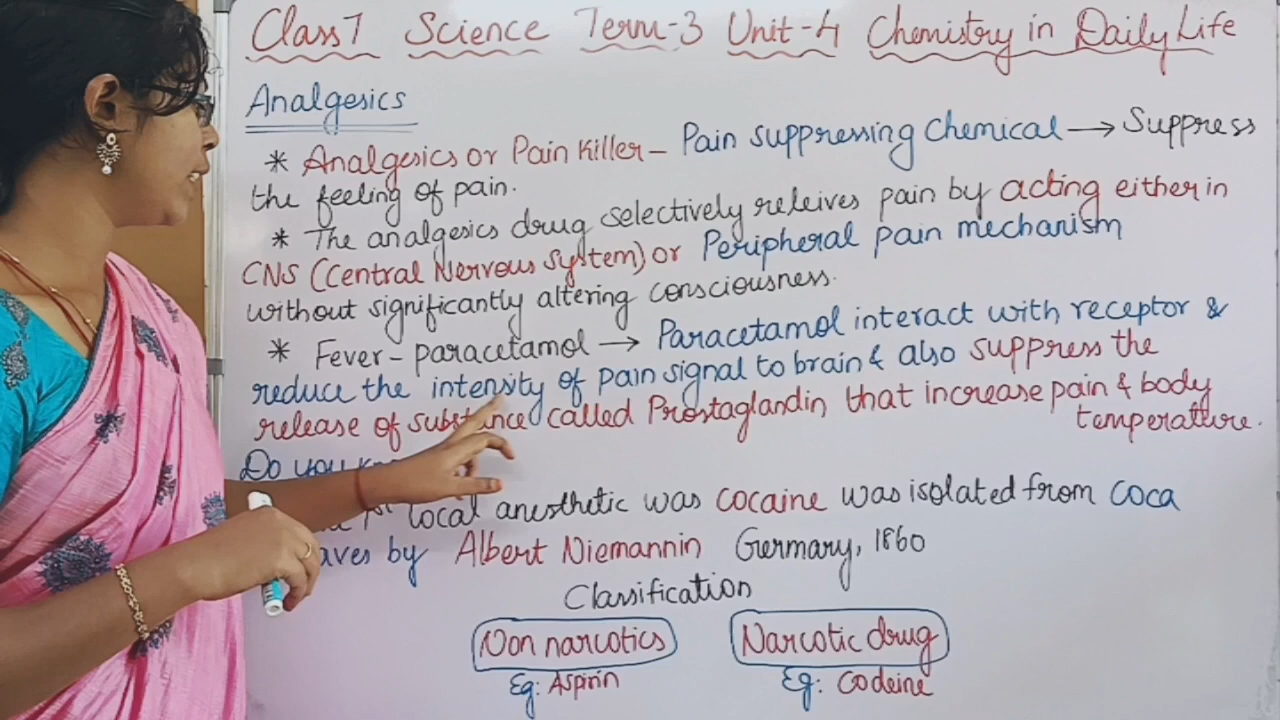 Class 7 Science Term-3 Unit-4 Chemistry in Daily Life
Analgesics
* Analgesics or Pain Killer - Pain suppressing chemical → Suppress
the feeling of pain.
* The analgesics drug selectively releives pain by acting either in
CNS (Central Nervous System) or Peripheral pain mechanism
without significantly altering consciousness.
* Fever - paracetamol → Paracetamol interact with receptor &
reduce the intensity of pain signal to brain & also suppress the
release of substance called Prostaglandin that increase pain & body
temperature.
Do you
1st local anesthetic was cocaine was isolated from coca
by Albert Niemannin Germany, 1860
Classification
Non narcotics Narcotic drug
Eg: Aspirin Eg: Codeine